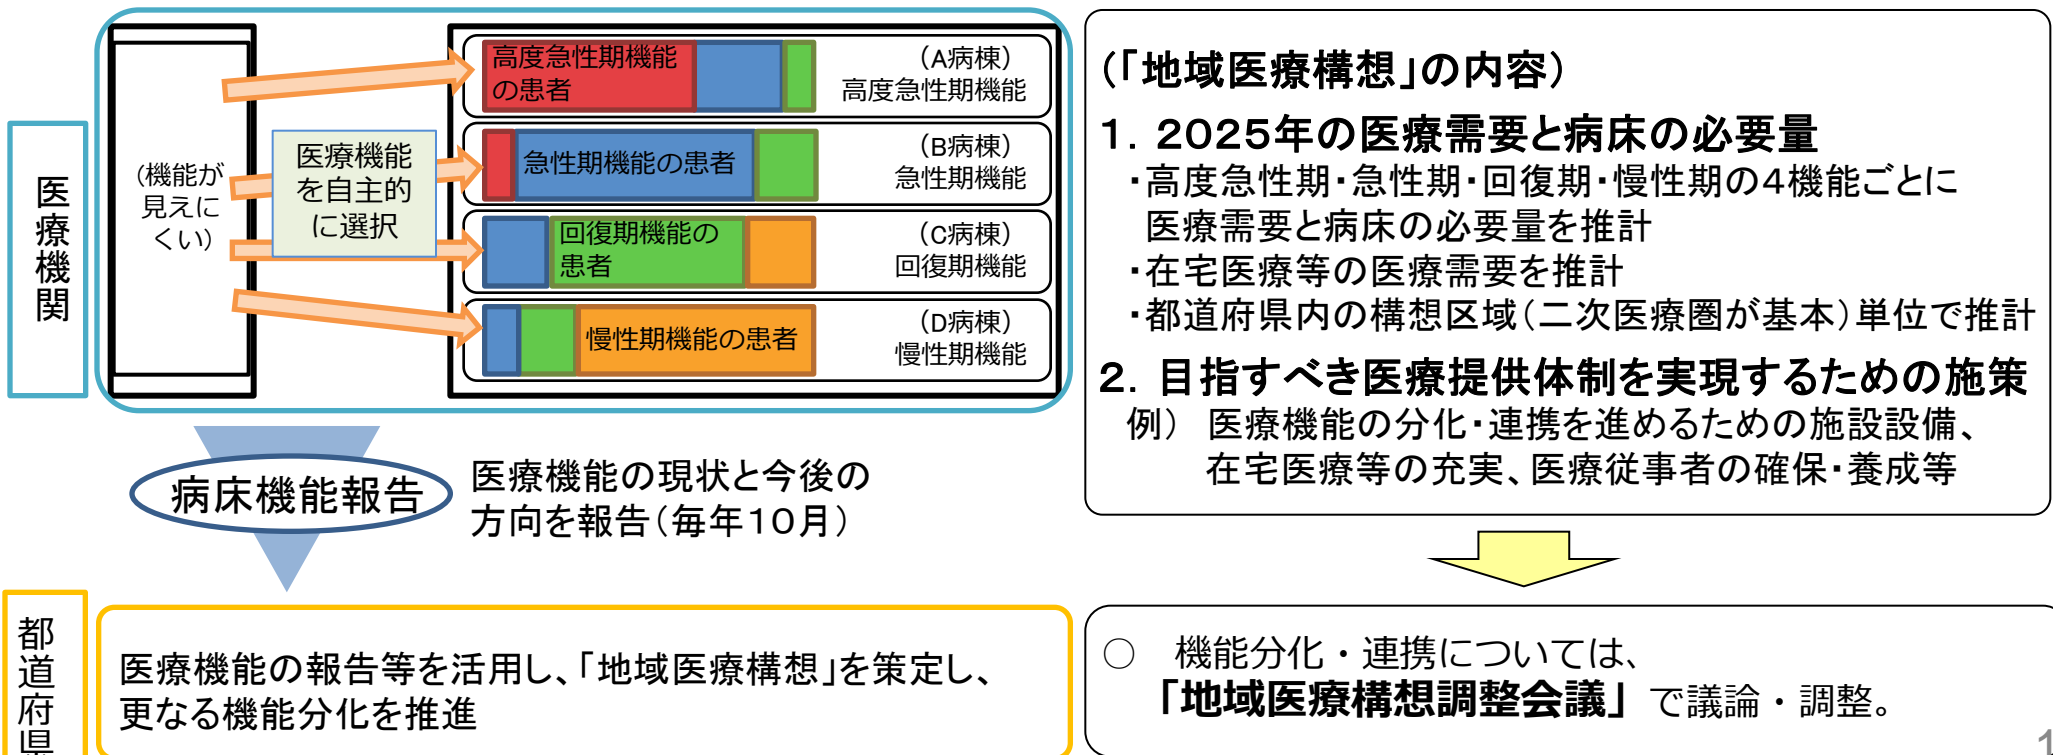 医療機関
(機能が
見えに
くい)
医療機能
を自主的
に選択
高度急性期機能
の患者
(A病棟)
高度急性期機能
急性期機能の患者
(B病棟)
急性期機能
回復期機能の
患者
(C病棟)
回復期機能
慢性期機能の患者
(D病棟)
慢性期機能
病床機能報告
医療機能の現状と今後の
方向を報告(毎年10月)
都道府県
医療機能の報告等を活用し、「地域医療構想」を策定し、
更なる機能分化を推進
(「地域医療構想」の内容)
1．2025年の医療需要と病床の必要量
・高度急性期・急性期・回復期・慢性期の4機能ごとに
医療需要と病床の必要量を推計
・在宅医療等の医療需要を推計
・都道府県内の構想区域(二次医療圏が基本)単位で推計
2．目指すべき医療提供体制を実現するための施策
例） 医療機能の分化・連携を進めるための施設設備、
在宅医療等の充実、医療従事者の確保・養成等
○　機能分化・連携については、
「地域医療構想調整会議」で議論・調整。
1